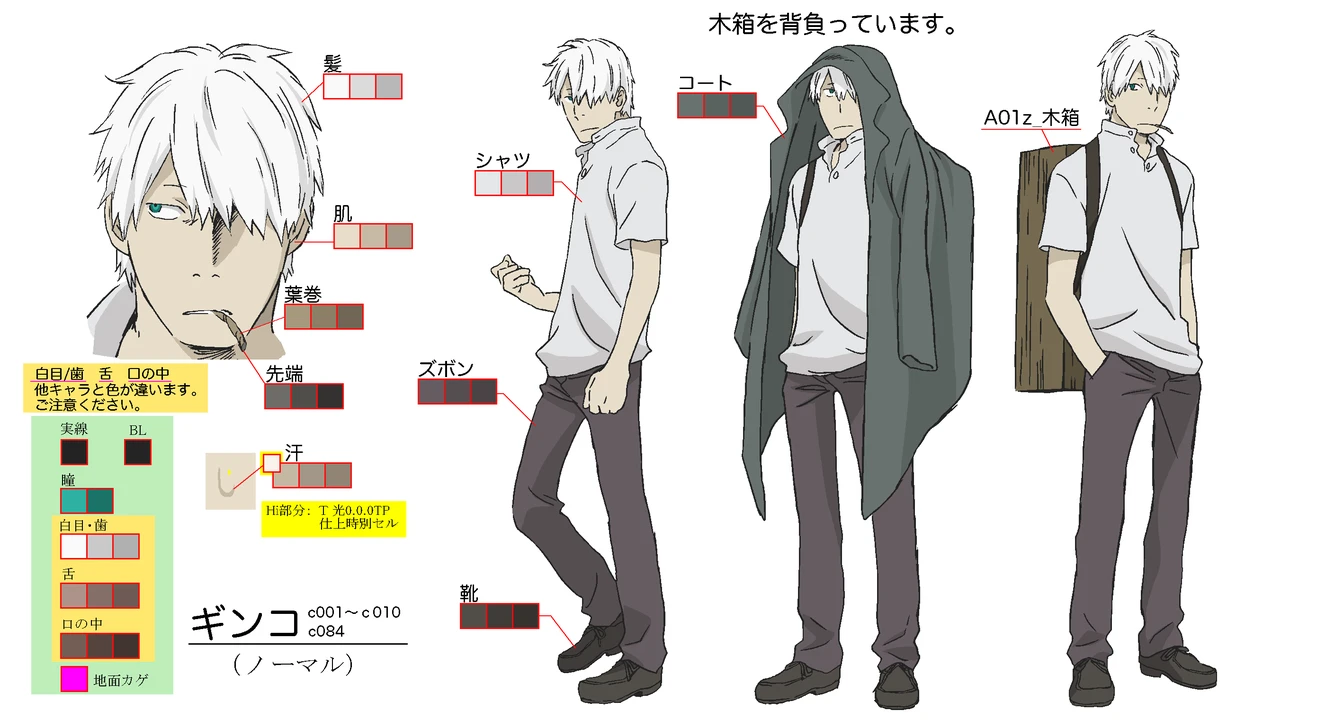 木箱を背負っています。
髪
コート
A01z_木箱
シャツ
肌
葉巻
ズボン
先端
白目/歯 舌 口の中
他キャラと色が違います。
ご注意ください。
実線 BL
瞳
白目・歯
舌
口の中
地面カゲ
汗
Hi部分: T 光0.0.0TP
仕上時別セル
靴
ギンコ c001〜c010
c084
（ノーマル）